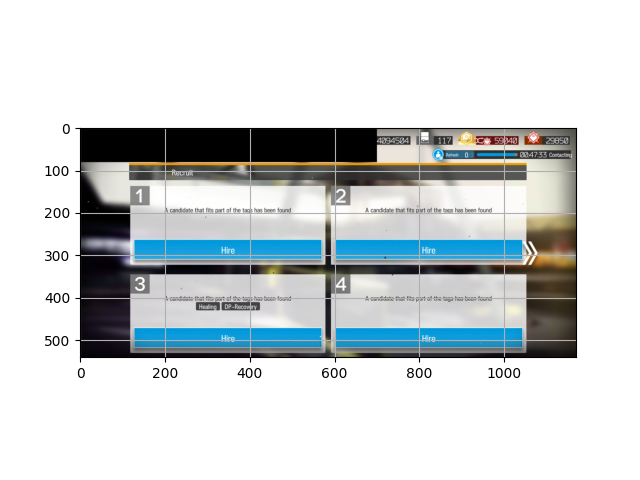 4094504 117 59040 29850
Refresh 0 00:47:33 Contacting
Recruit
1 2
A candidate that fits part of the tags has been found A candidate that fits part of the tags has been found
Hire Hire
3 4
A candidate that fits part of the tags has been found A candidate that fits part of the tags has been found
Healing DP-Recovery
Hire Hire
0
100
200
300
400
500
0 200 400 600 800 1000